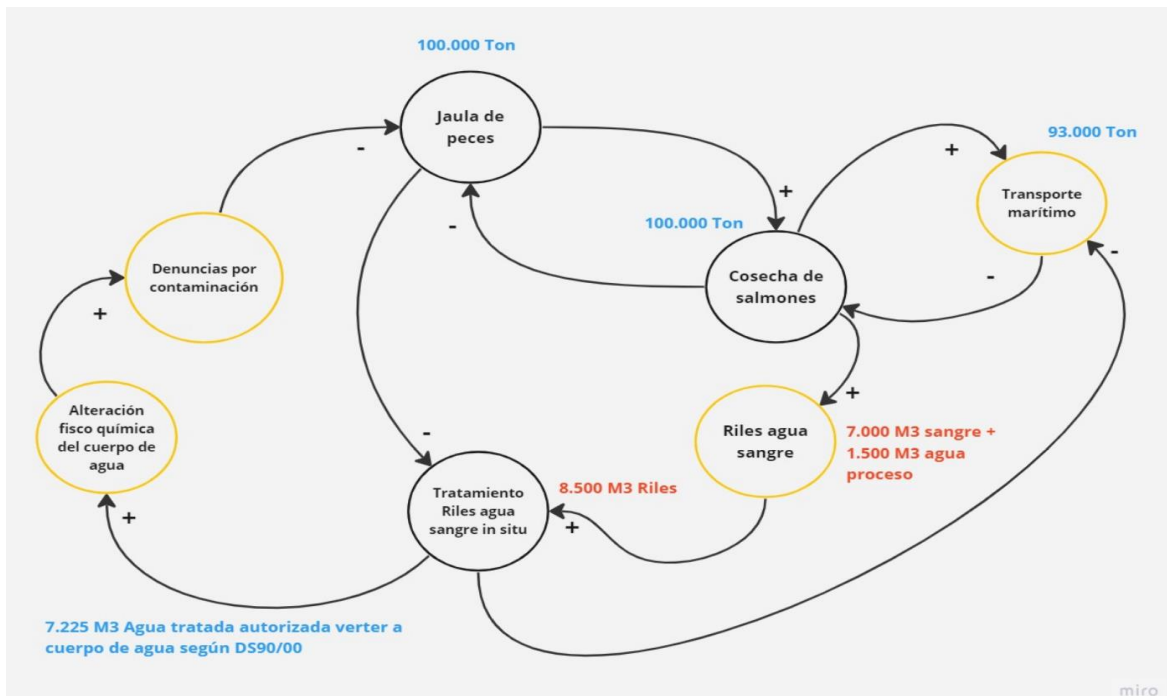 100.000 Ton
Jaula de
peces
-
+
-
+
93.000 Ton
Transporte
marítimo
-
-
100.000 Ton
Cosecha de
salmones
Denuncias por
contaminación
+
+
Alteración
fisco química
del cuerpo de
agua
Riles agua
sangre
7.000 M3 sangre +
1.500 M3 agua
proceso
-
8.500 M3 Riles
+
Tratamiento
Riles agua
sangre in situ
+
7.225 M3 Agua tratada autorizada verter a
cuerpo de agua según DS90/00
miro